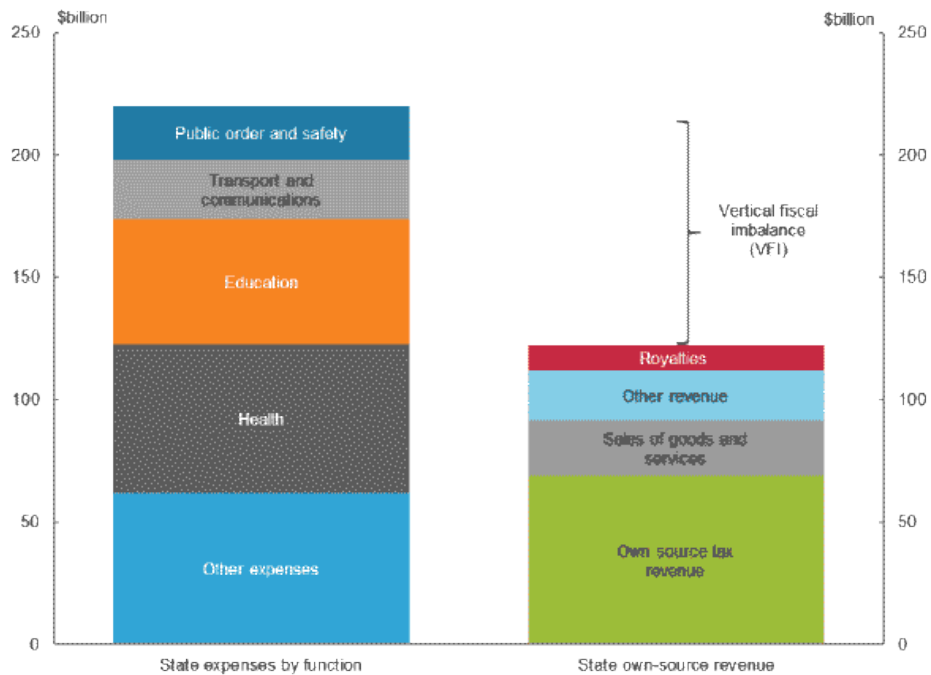 $billion
$billion
250
200
150
100
50
0
Public order and safety
Transport and
communications
Education
Health
Other expenses
Vertical fiscal
imbalance
(VFI)
Royalties
Other revenue
Sales of goods and
services
Own source tax
revenue
250
200
150
100
50
0
State expenses by function
State own-source revenue